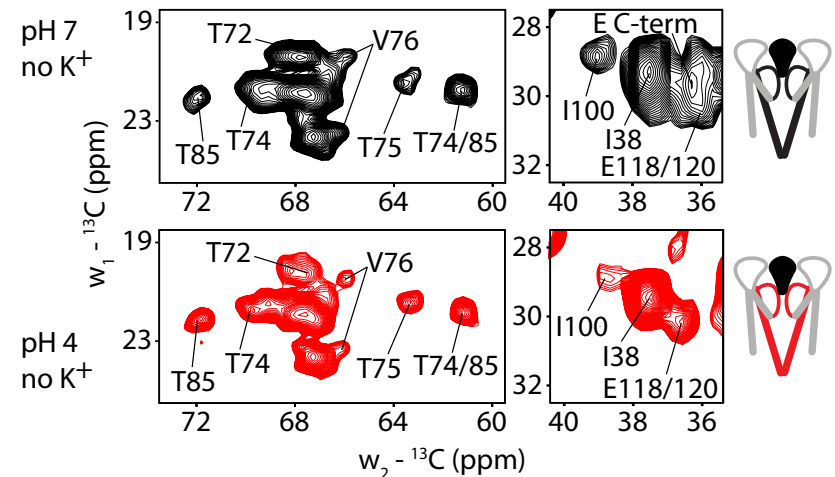 pH 7
no K+
19
23
T72
V76
T85
T74
T75
T74/85
72
68
64
60
28
30
32
E C-term
I100
I38
E118/120
40
38
36
w1 - 13C (ppm)
pH 4
no K+
19
23
T72
V76
T85
T74
T75
T74/85
72
68
64
60
28
30
32
I100
I38
E118/120
40
38
36
w2 - 13C (ppm)